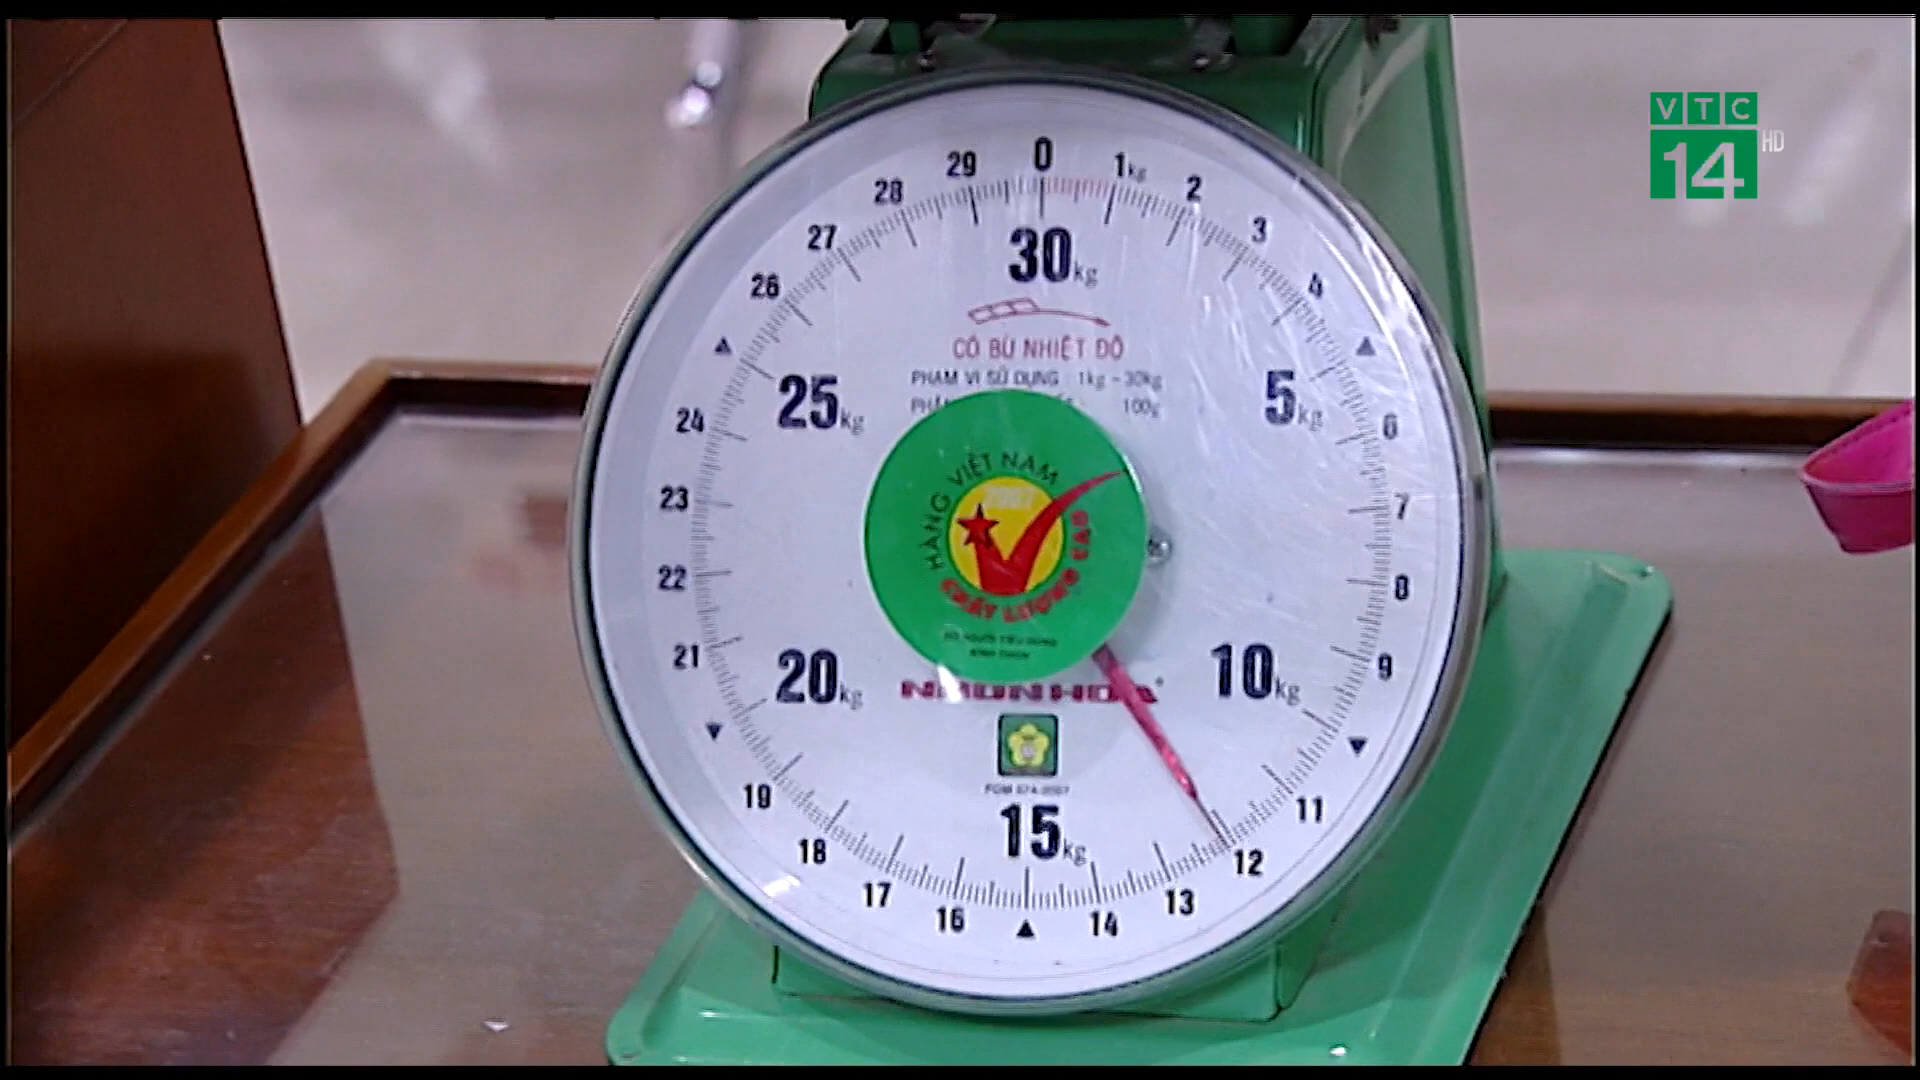 VTC
14 HD
0
1kg
2
3
4
6
7
8
9
11
12
13
14
16
17
18
19
21
22
23
24
26
27
28
29
30kg
5kg
10kg
15kg
20kg
25kg
CÓ BÙ NHIỆT ĐỘ
PHẠM VI SỬ DỤNG : 1kg - 30kg
100g
HÀNG VIỆT NAM
CHẤT LƯỢNG CAO
NHONHOA